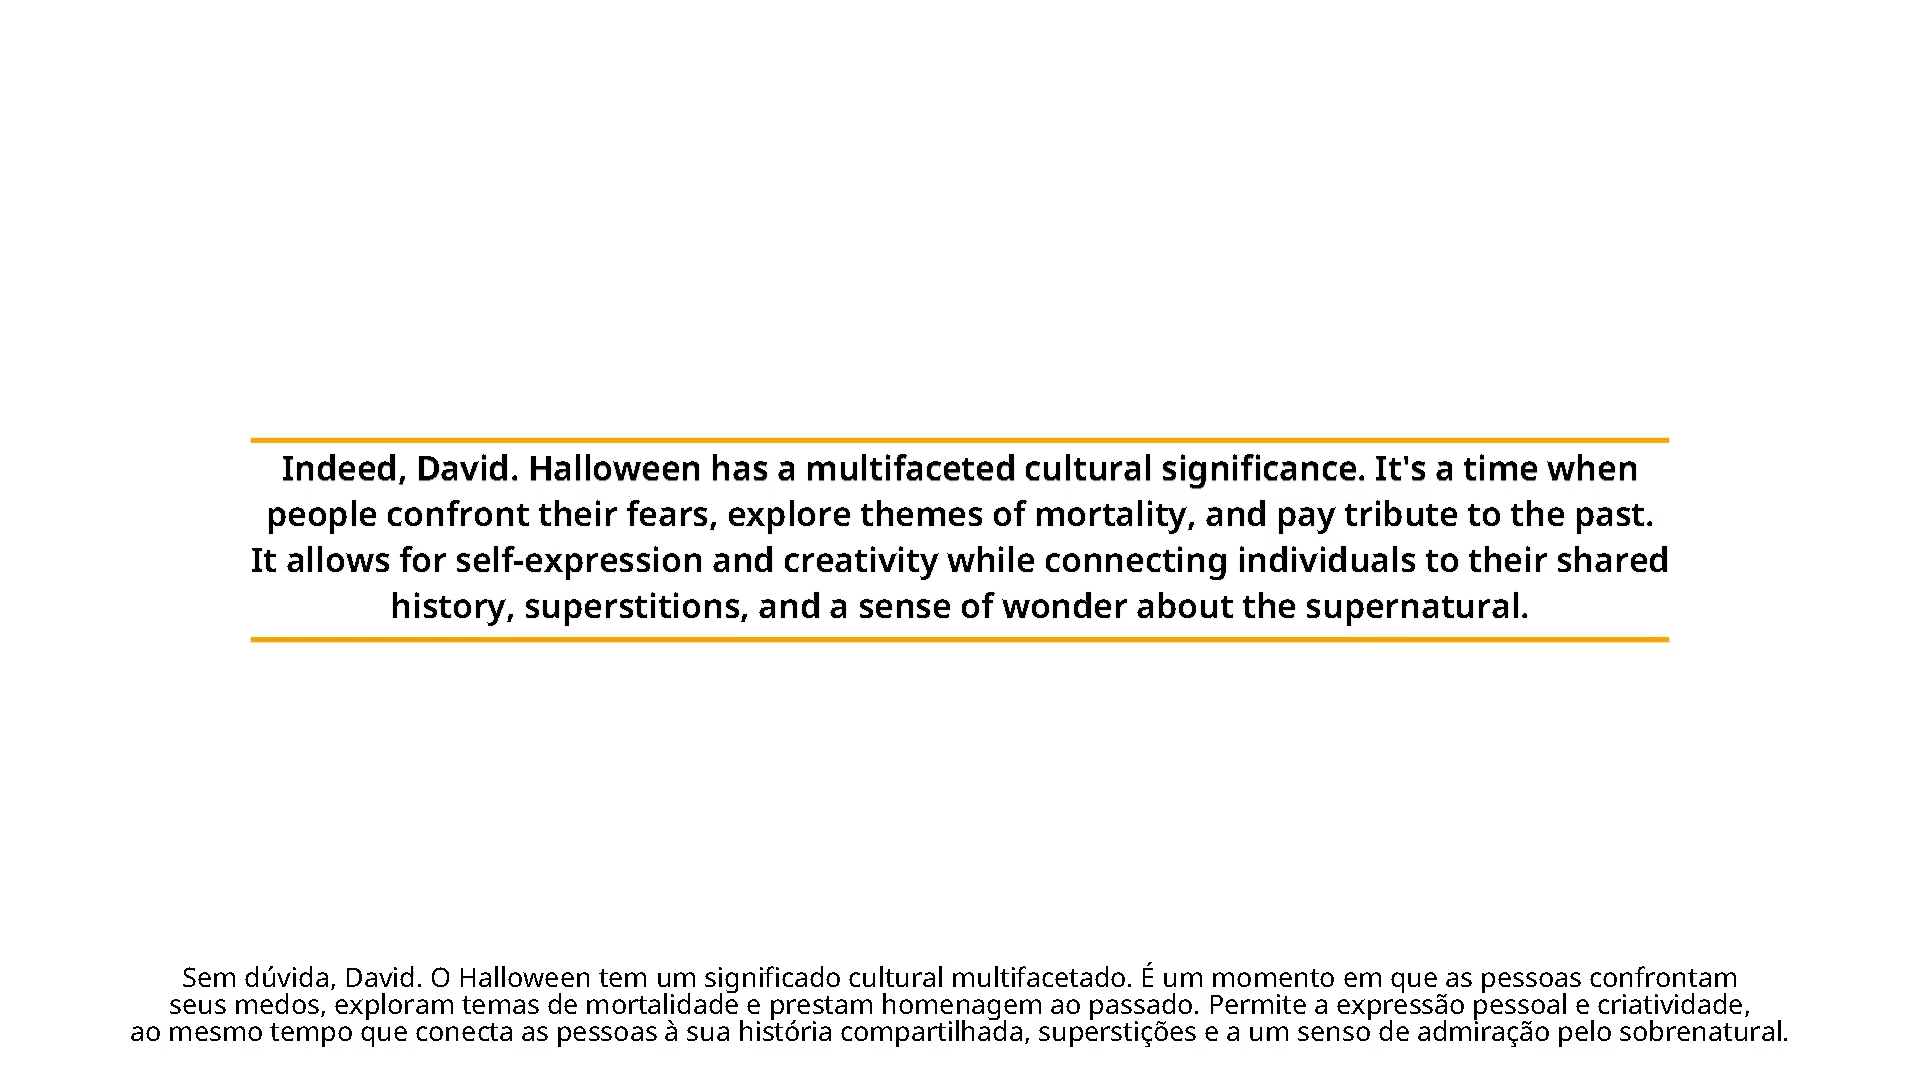 Indeed, David. Halloween has a multifaceted cultural significance. It's a time when
people confront their fears, explore themes of mortality, and pay tribute to the past.
It allows for self-expression and creativity while connecting individuals to their shared
history, superstitions, and a sense of wonder about the supernatural.
Sem dúvida, David. O Halloween tem um significado cultural multifacetado. É um momento em que as pessoas confrontam
seus medos, exploram temas de mortalidade e prestam homenagem ao passado. Permite a expressão pessoal e criatividade,
ao mesmo tempo que conecta as pessoas à sua história compartilhada, superstições e a um senso de admiração pelo sobrenatural.